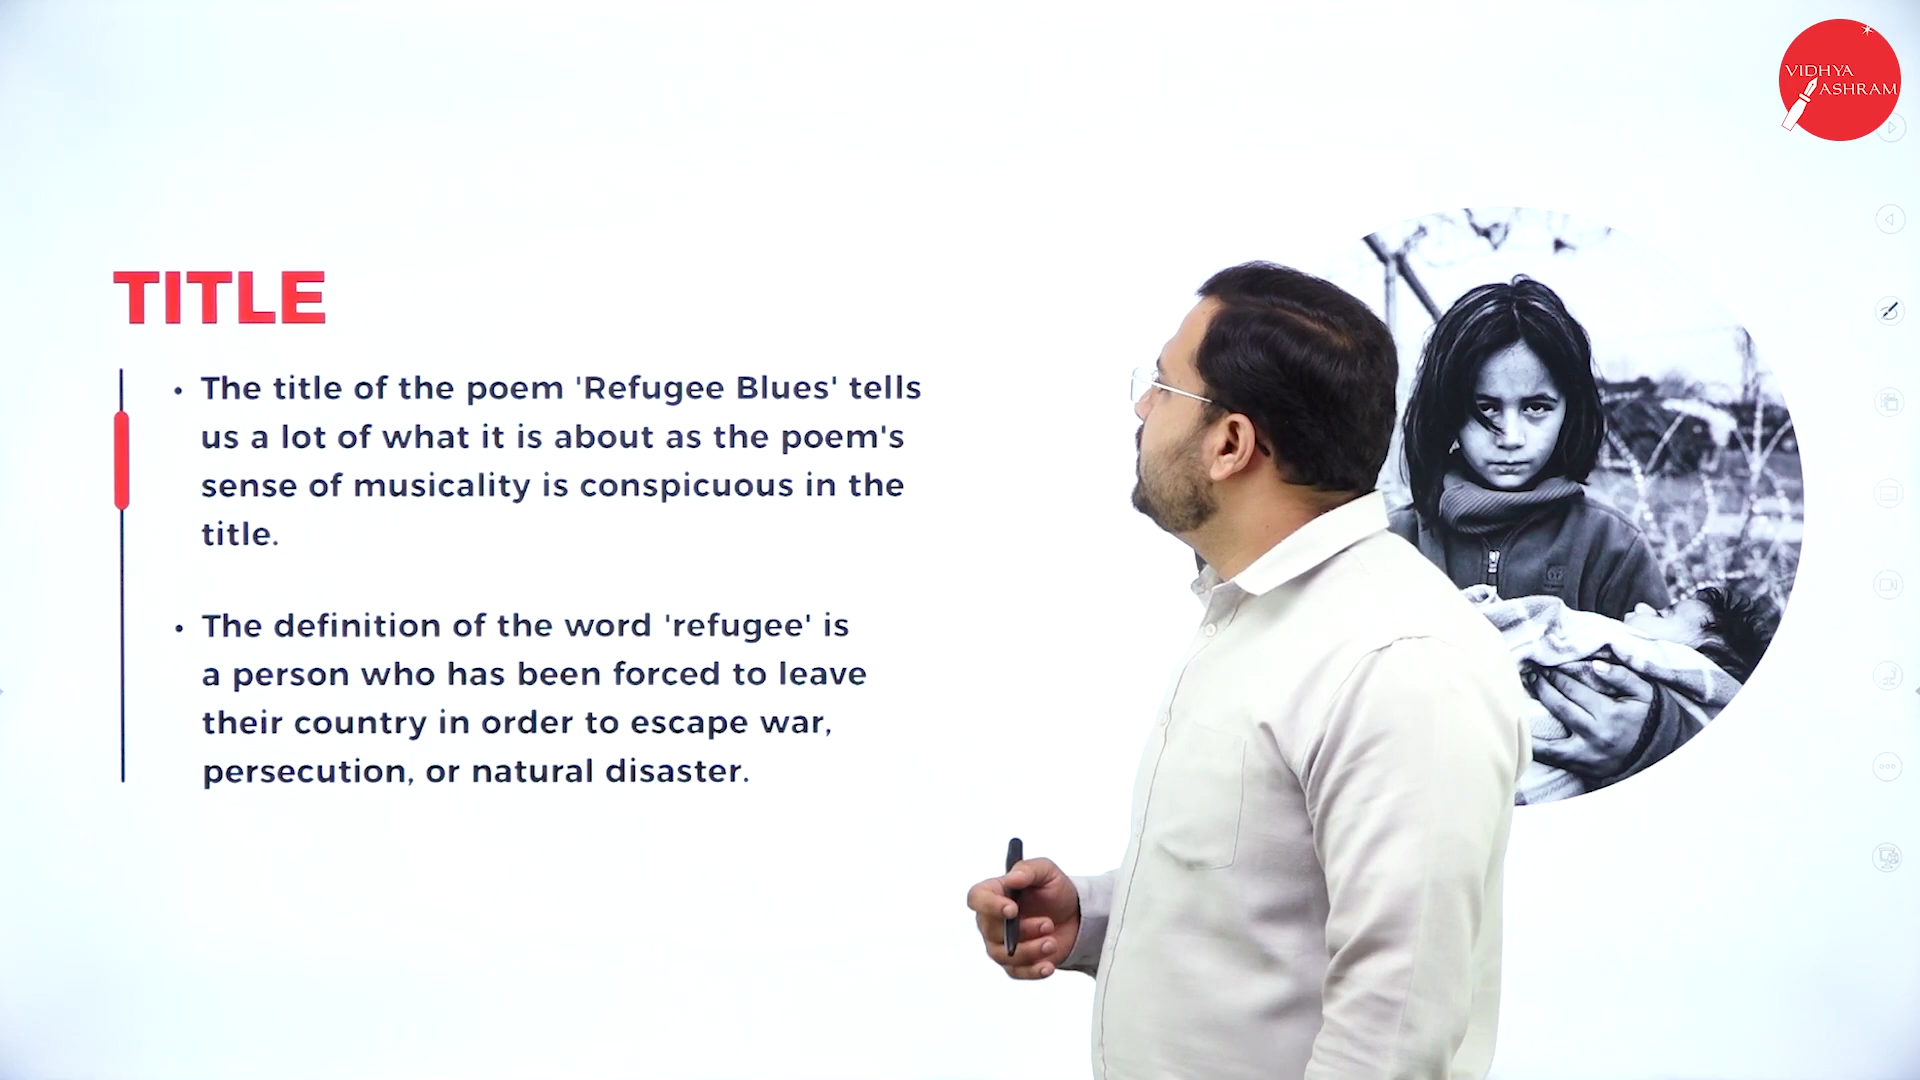 VIDHYA
ASHRAM
TITLE
• The title of the poem 'Refugee Blues' tells
us a lot of what it is about as the poem's
sense of musicality is conspicuous in the
title.
• The definition of the word 'refugee' is
a person who has been forced to leave
their country in order to escape war,
persecution, or natural disaster.